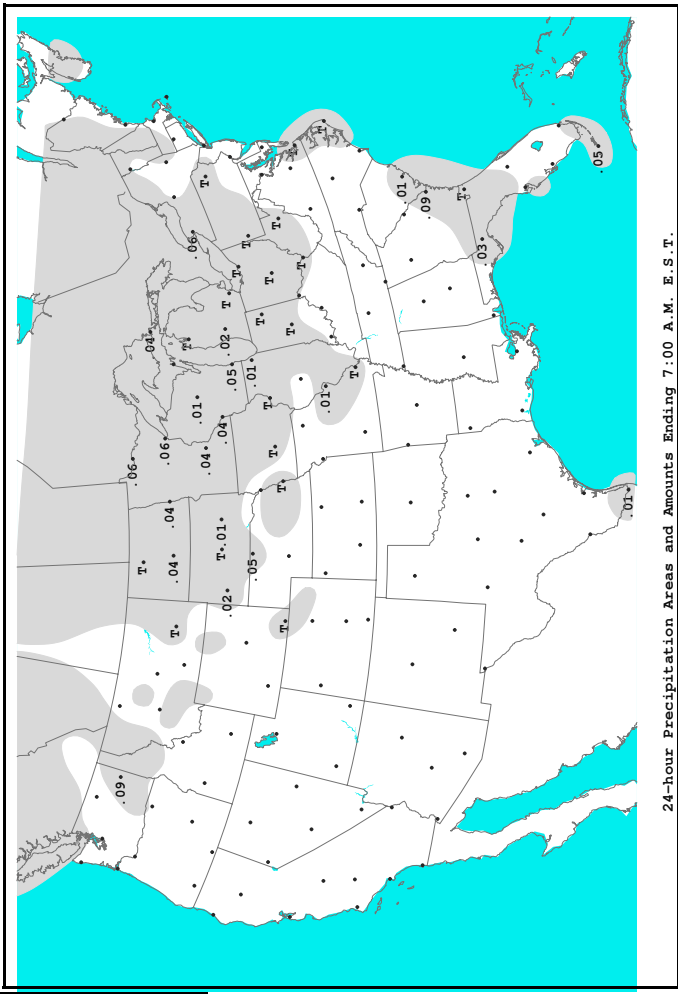 .09
.06
T
.04
.06
.04
.04
T
T
.06
.01
T
.04
T
.01
.04
.02
T
.02
.05
T
T
.01
.05
T
T
T
T
T
T
T
T
T
T
.01
T
.01
.09
T
.03
.05
.01
24-hour Precipitation Areas and Amounts Ending 7:00 A.M. E.S.T.